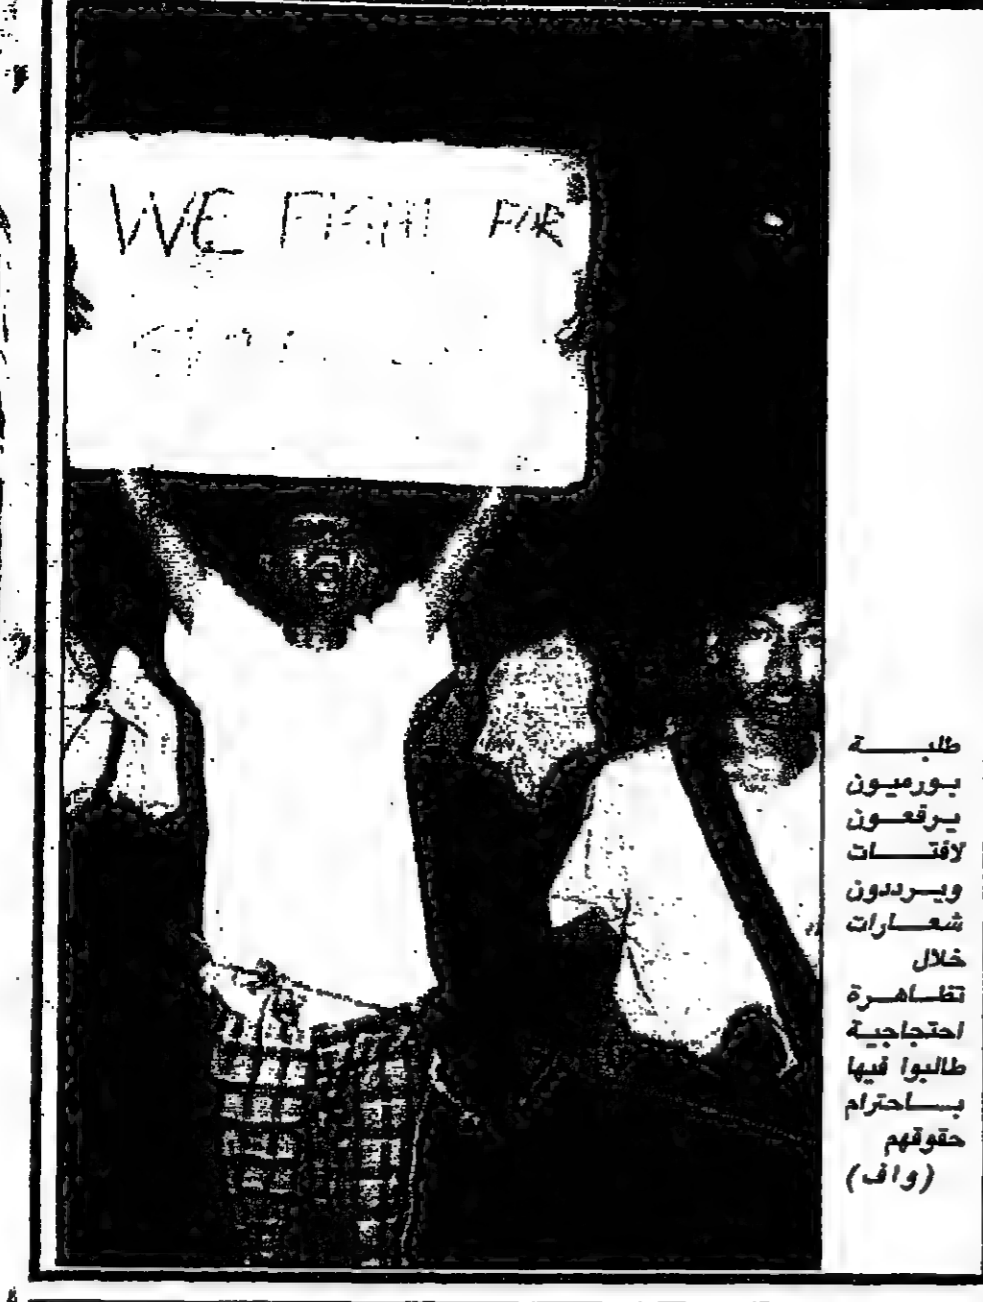 WE FIGHT FOR
طلبة
بورميون
يرفعون
لافتات
ويرددون
شعارات
خلال
تظاهرة
احتجاجية
طالبوا فيها
باحترام
حقوقهم
(واف)